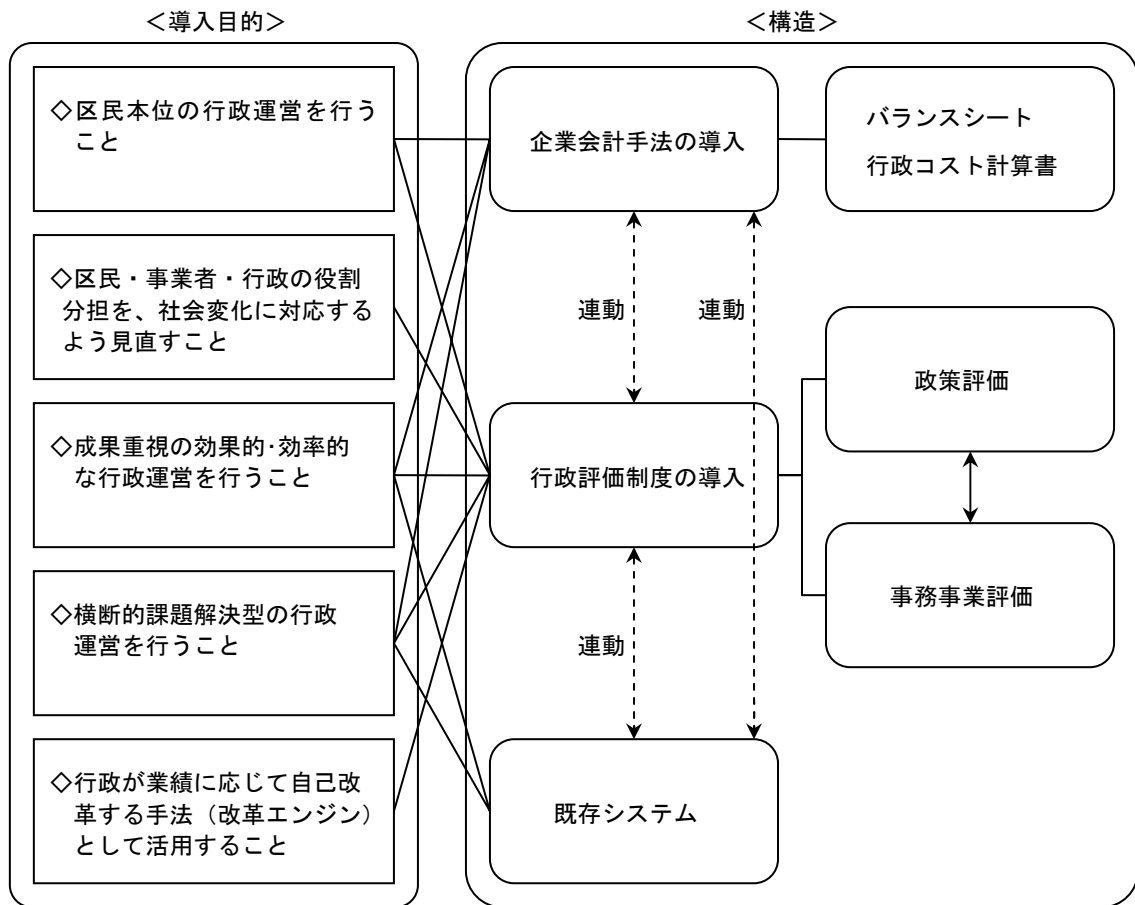 ＜導入目的＞
◇区民本位の行政運営を行う
こと
◇区民・事業者・行政の役割
分担を、社会変化に対応する
よう見直すこと
◇成果重視の効果的･効率的
な行政運営を行うこと
◇横断的課題解決型の行政
運営を行うこと
◇行政が業績に応じて自己改
革する手法（改革エンジン）
として活用すること
＜構造＞
企業会計手法の導入
バランスシート
行政コスト計算書
連動
連動
行政評価制度の導入
政策評価
事務事業評価
連動
既存システム